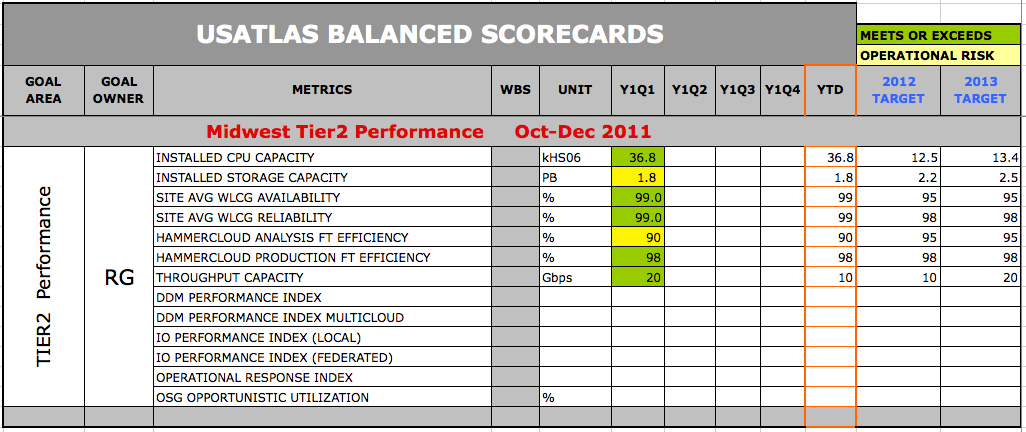 USATLAS BALANCED SCORECARDS
MEETS OR EXCEEDS
OPERATIONAL RISK
GOAL AREA GOAL OWNER METRICS WBS UNIT Y1Q1 Y1Q2 Y1Q3 Y1Q4 YTD 2012 TARGET 2013 TARGET
Midwest Tier2 Performance Oct-Dec 2011
TIER2 Performance
RG
INSTALLED CPU CAPACITY kHS06 36.8 36.8 12.5 13.4
INSTALLED STORAGE CAPACITY PB 1.8 1.8 2.2 2.5
SITE AVG WLCG AVAILABILITY % 99.0 99 95 95
SITE AVG WLCG RELIABILITY % 99.0 99 98 98
HAMMERCLOUD ANALYSIS FT EFFICIENCY % 90 90 95 95
HAMMERCLOUD PRODUCTION FT EFFICIENCY % 98 98 98 98
THROUGHPUT CAPACITY Gbps 20 10 10 20
DDM PERFORMANCE INDEX
DDM PERFORMANCE INDEX MULTICLOUD
IO PERFORMANCE INDEX (LOCAL)
IO PERFORMANCE INDEX (FEDERATED)
OPERATIONAL RESPONSE INDEX
OSG OPPORTUNISTIC UTILIZATION %